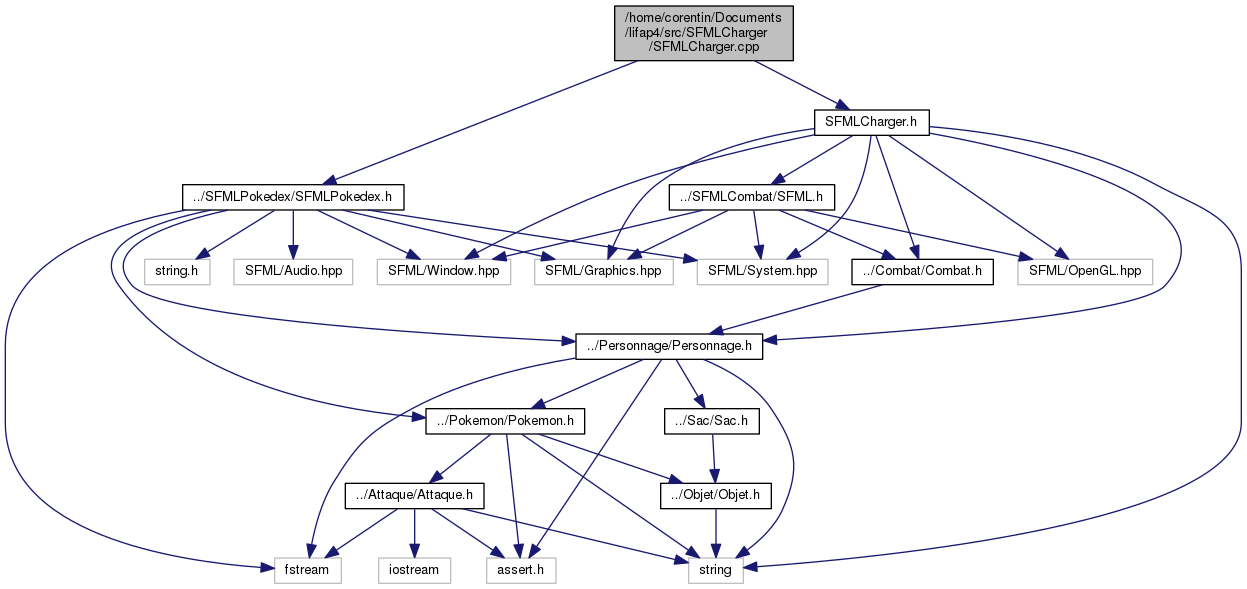 /home/corentin/Documents
/lifap4/src/SFMLCharger
/SFMLCharger.cpp
SFMLCharger.h
../SFMLPokedex/SFMLPokedex.h
../SFMLCombat/SFML.h
string.h
SFML/Audio.hpp
SFML/Window.hpp
SFML/Graphics.hpp
SFML/System.hpp
../Combat/Combat.h
SFML/OpenGL.hpp
../Personnage/Personnage.h
../Pokemon/Pokemon.h
../Sac/Sac.h
../Attaque/Attaque.h
../Objet/Objet.h
fstream
iostream
assert.h
string